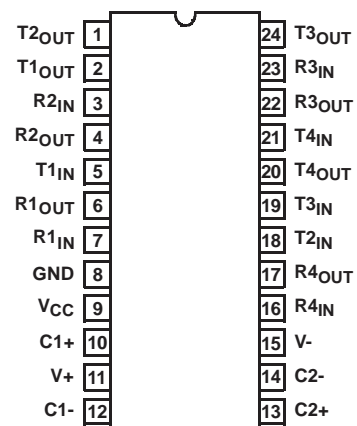 T2OUT 1 24 T3OUT
T1OUT 2 23 R3IN
R2IN 3 22 R3OUT
R2OUT 4 21 T4IN
T1IN 5 20 T4OUT
R1OUT 6 19 T3IN
R1IN 7 18 T2IN
GND 8 17 R4OUT
VCC 9 16 R4IN
C1+ 10 15 V-
V+ 11 14 C2-
C1- 12 13 C2+